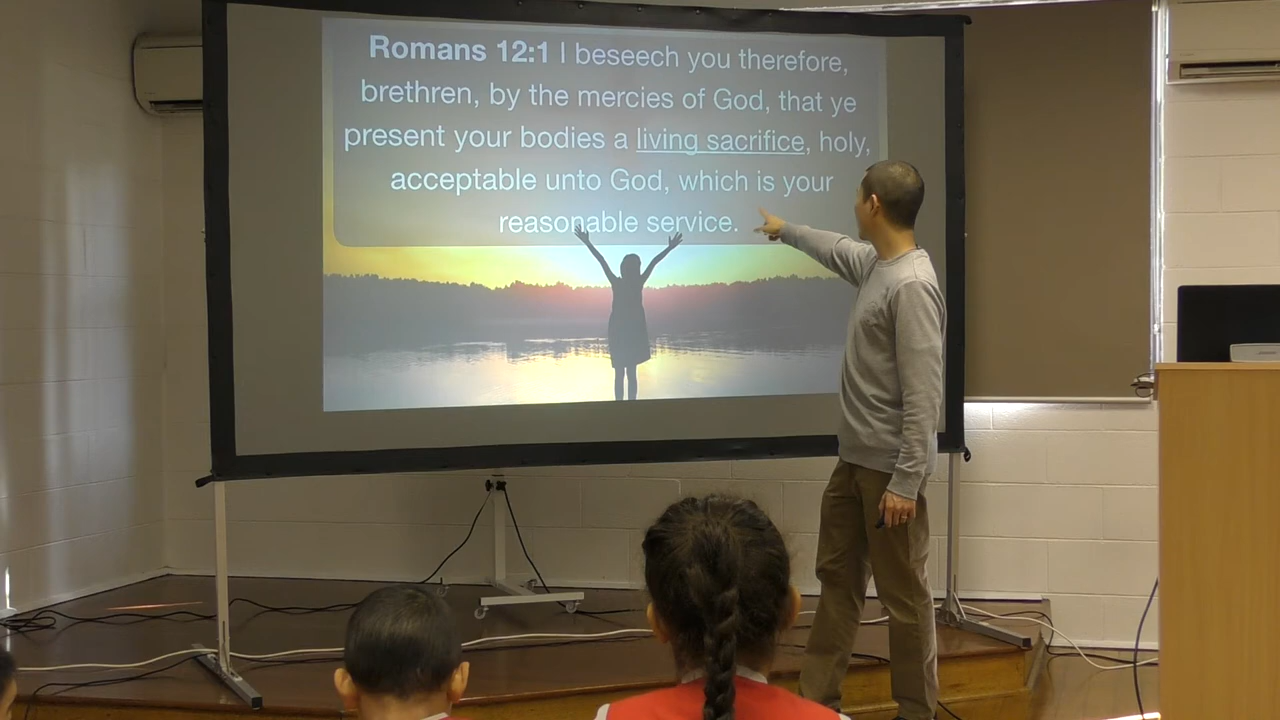 Romans 12:1 I beseech you therefore,
brethren, by the mercies of God, that ye
present your bodies a living sacrifice, holy,
acceptable unto God, which is your
reasonable service.